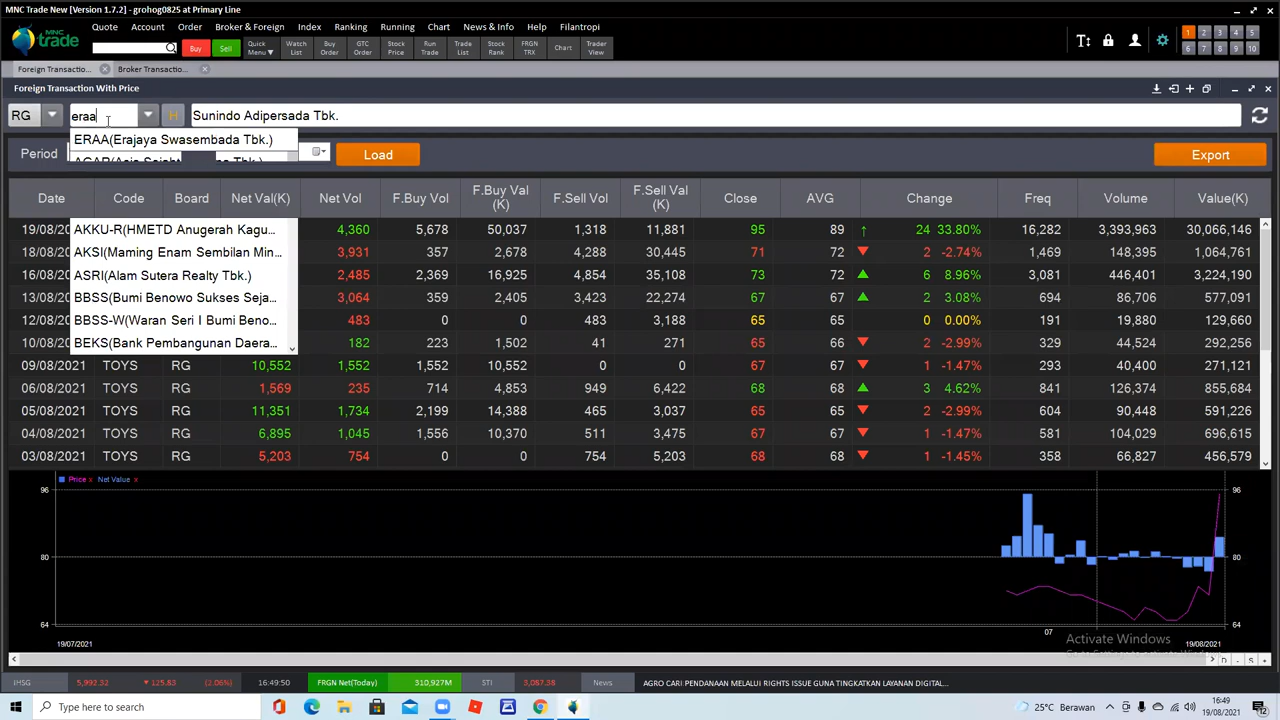 MNC Trade New [Version 1.7.2] - grohog0825 at Primary Line
MNC trade
Quote Account Order Broker & Foreign Index Ranking Running Chart News & Info Help Filantropi
Buy Sell Quick Menu Watch List Buy Order GTC Order Stock Price Run Trade Trade List Stock Rank FRGN TRX Chart Trader View
1 2 3 4 5
6 7 8 9 10
Foreign Transactio... Broker Transactio...
Foreign Transaction With Price
RG eraa H Sunindo Adipersada Tbk.
ERAA(Erajaya Swasembada Tbk.)
Period Load Export
Date Code Board Net Val(K) Net Vol F.Buy Vol F.Buy Val (K) F.Sell Vol F.Sell Val (K) Close AVG Change Freq Volume Value(K)
19/08/20 AKKU-R(HMETD Anugerah Kagu... 4,360 5,678 50,037 1,318 11,881 95 89 24 33.80% 16,282 3,393,963 30,066,146
18/08/20 AKSI(Maming Enam Sembilan Min... 3,931 357 2,678 4,288 30,445 71 72 2 -2.74% 1,469 148,395 1,064,761
16/08/20 ASRI(Alam Sutera Realty Tbk.) 2,485 2,369 16,925 4,854 35,108 73 72 6 8.96% 3,081 446,401 3,224,190
13/08/20 BBSS(Bumi Benowo Sukses Seja... 3,064 359 2,405 3,423 22,274 67 67 2 3.08% 694 86,706 577,091
12/08/20 BBSS-W(Waran Seri I Bumi Beno... 483 0 0 483 3,188 65 65 0 0.00% 191 19,880 129,660
10/08/20 BEKS(Bank Pembangunan Daera... 182 223 1,502 41 271 65 66 2 -2.99% 329 44,524 292,256
09/08/2021 TOYS RG 10,552 1,552 1,552 10,552 0 0 67 67 1 -1.47% 293 40,400 271,121
06/08/2021 TOYS RG 1,569 235 714 4,853 949 6,422 68 68 3 4.62% 841 126,374 855,684
05/08/2021 TOYS RG 11,351 1,734 2,199 14,388 465 3,037 65 65 2 -2.99% 604 90,448 591,226
04/08/2021 TOYS RG 6,895 1,045 1,556 10,370 511 3,475 67 67 1 -1.47% 581 104,029 696,615
03/08/2021 TOYS RG 5,203 754 0 0 754 5,203 68 68 1 -1.45% 358 66,827 456,579
Price x Net Value x
96 96
80 80
64 64
07
19/07/2021 19/08/2021
Activate Windows
D - S
IHSG 5,992.32 125.83 (2.06%) 16:49:50 FRGN Net(Today) 310,927M STI 3,087.38 News AGRO CARI PENDANAAN MELALUI RIGHTS ISSUE GUNA TINGKATKAN LAYANAN DIGITAL...
Type here to search 25°C Berawan 16:49
19/08/2021 12